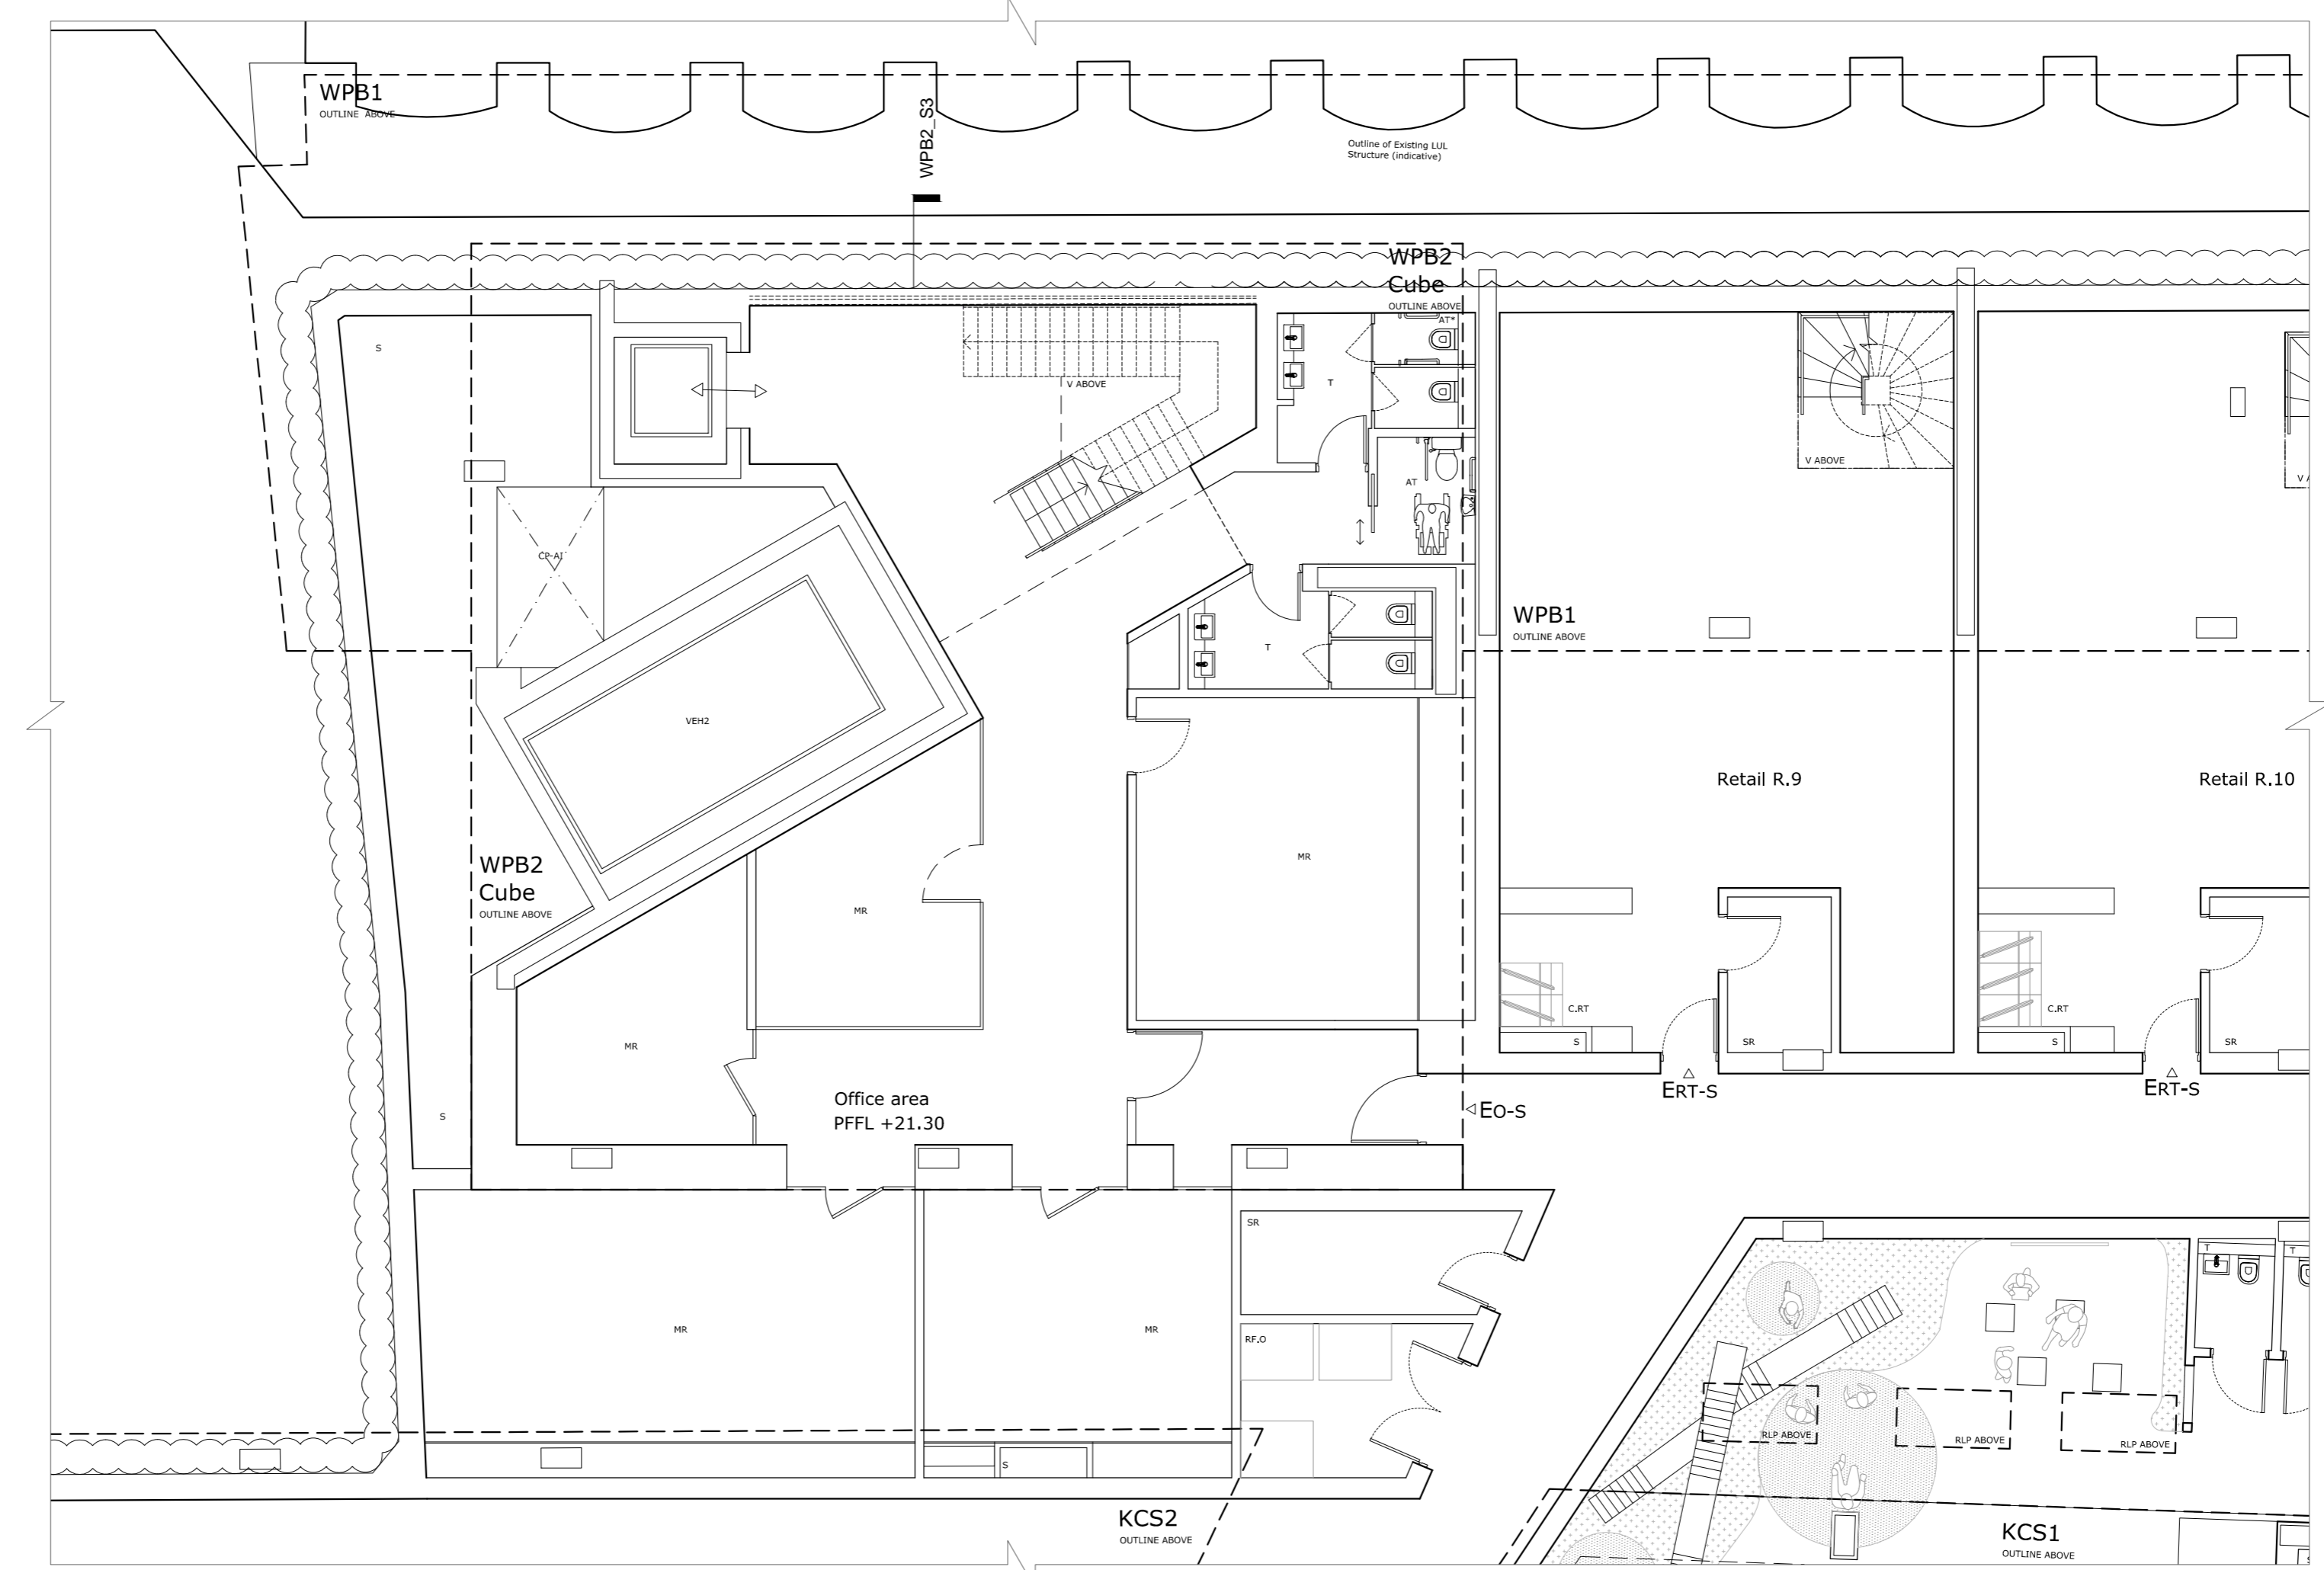 WPB1
OUTLINE ABOVE
WPB2_S3
Outline of Existing LUL
Structure (indicative)
WPB2
Cube
OUTLINE ABOVE
AT*
S
T
V ABOVE
V ABOVE
AT
CP-AI
WPB1
OUTLINE ABOVE
T
VEH2
Retail R.9
Retail R.10
MR
WPB2
Cube
OUTLINE ABOVE
MR
C.RT
C.RT
MR
S
SR
S
SR
ERT-S
ERT-S
Office area
PFFL +21.30
EO-S
S
SR
T
T
MR
MR
RF.O
RLP ABOVE
RLP ABOVE
RLP ABOVE
S
KCS2
OUTLINE ABOVE
KCS1
OUTLINE ABOVE